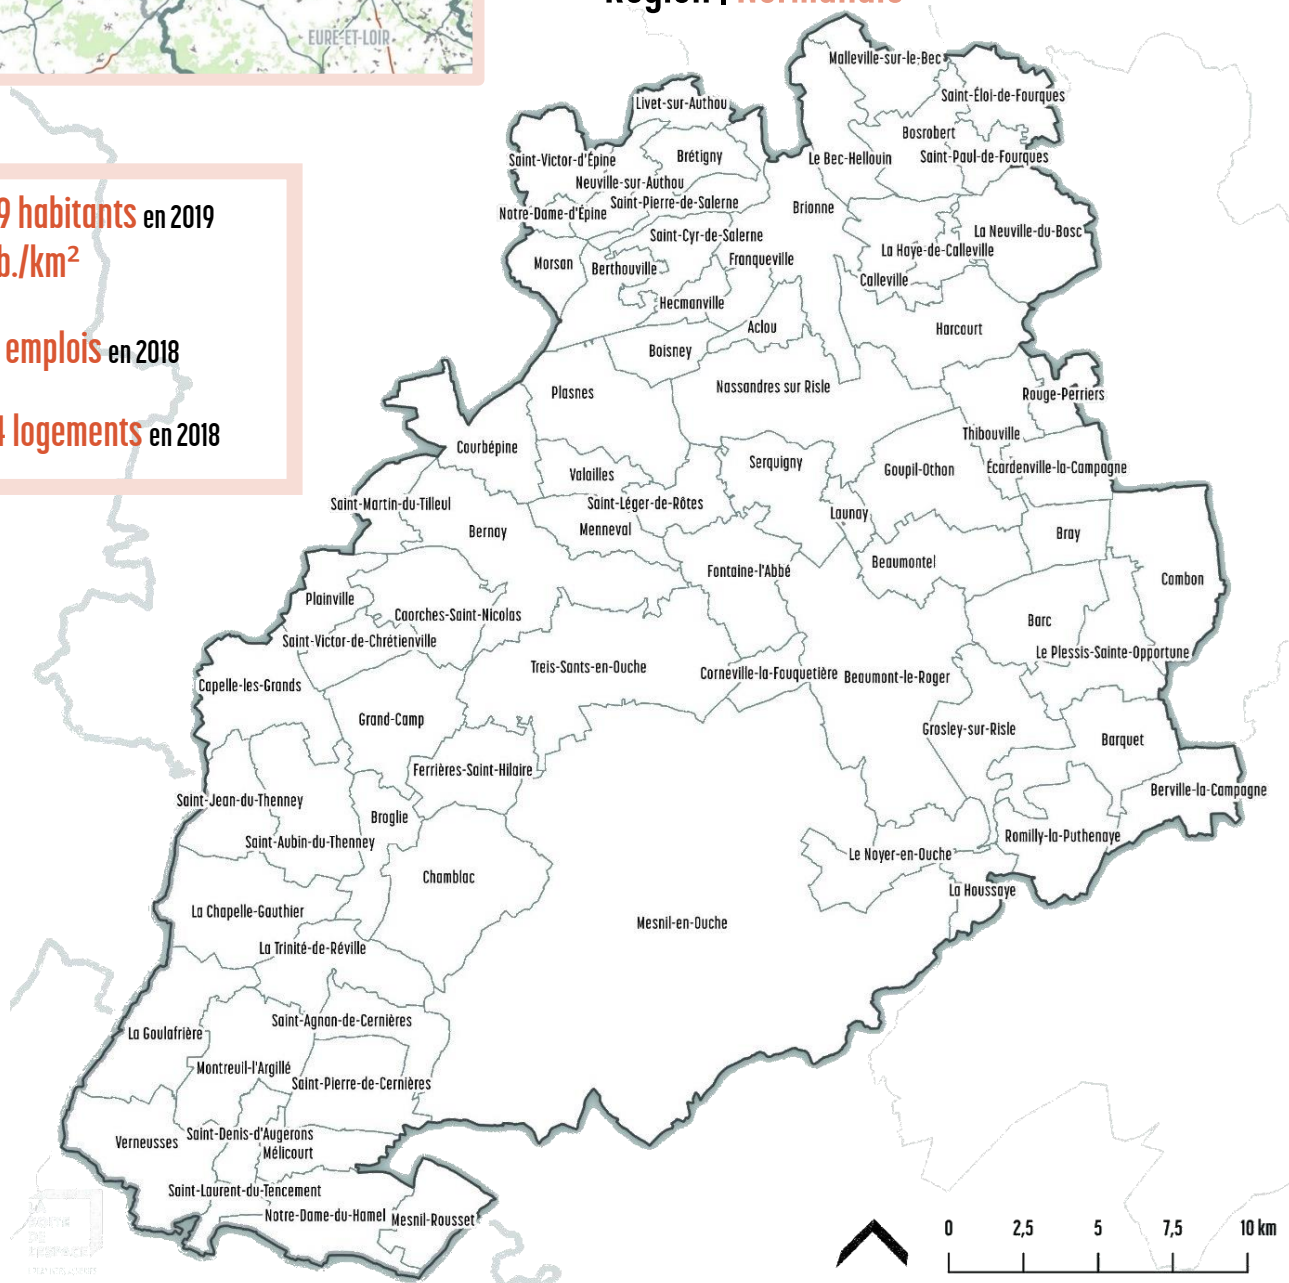 Région : Normandie
EURE-ET-LOIR
9 habitants en 2019
b./km²
emplois en 2018
4 logements en 2018
Malleville-sur-le-Bec
Saint-Éloi-de-Fourques
Livet-sur-Authou
Bosrobert
Saint-Victor-d'Épine
Brétigny
Le Bec-Hellouin
Saint-Paul-de-Fourques
Neuville-sur-Authou
Saint-Pierre-de-Salerne
Notre-Dame-d'Épine
Brionne
Saint-Cyr-de-Salerne
La Neuville-du-Bosc
La Haye-de-Calleville
Morsan
Berthouville
Franqueville
Calleville
Hecmanville
Aclou
Harcourt
Boisney
Plasnes
Nassandres sur Risle
Rouge-Perriers
Thibouville
Courbépine
Serquigny
Goupil-Othon
Écardenville-la-Campagne
Valailles
Saint-Martin-du-Tilleul
Saint-Léger-de-Rôtes
Launay
Bernay
Menneval
Bray
Fontaine-l'Abbé
Beaumontel
Combon
Plainville
Caorches-Saint-Nicolas
Barc
Saint-Victor-de-Chrétienville
Le Plessis-Sainte-Opportune
Treis-Sants-en-Ouche
Corneville-la-Fouquetière
Beaumont-le-Roger
Capelle-les-Grands
Grand-Camp
Grosley-sur-Risle
Barquet
Ferrières-Saint-Hilaire
Berville-la-Campagne
Saint-Jean-du-Thenney
Broglie
Saint-Aubin-du-Thenney
Romilly-la-Puthenaye
Le Noyer-en-Ouche
Chamblac
La Houssaye
La Chapelle-Gauthier
Mesnil-en-Ouche
La Trinité-de-Réville
La Goulafrière
Saint-Agnan-de-Cernières
Montreuil-l'Argillé
Saint-Pierre-de-Cernières
Verneusses
Saint-Denis-d'Augerons
Mélicourt
Saint-Laurent-du-Tencement
Notre-Dame-du-Hamel
Mesnil-Rousset
0 2,5 5 7,5 10 km